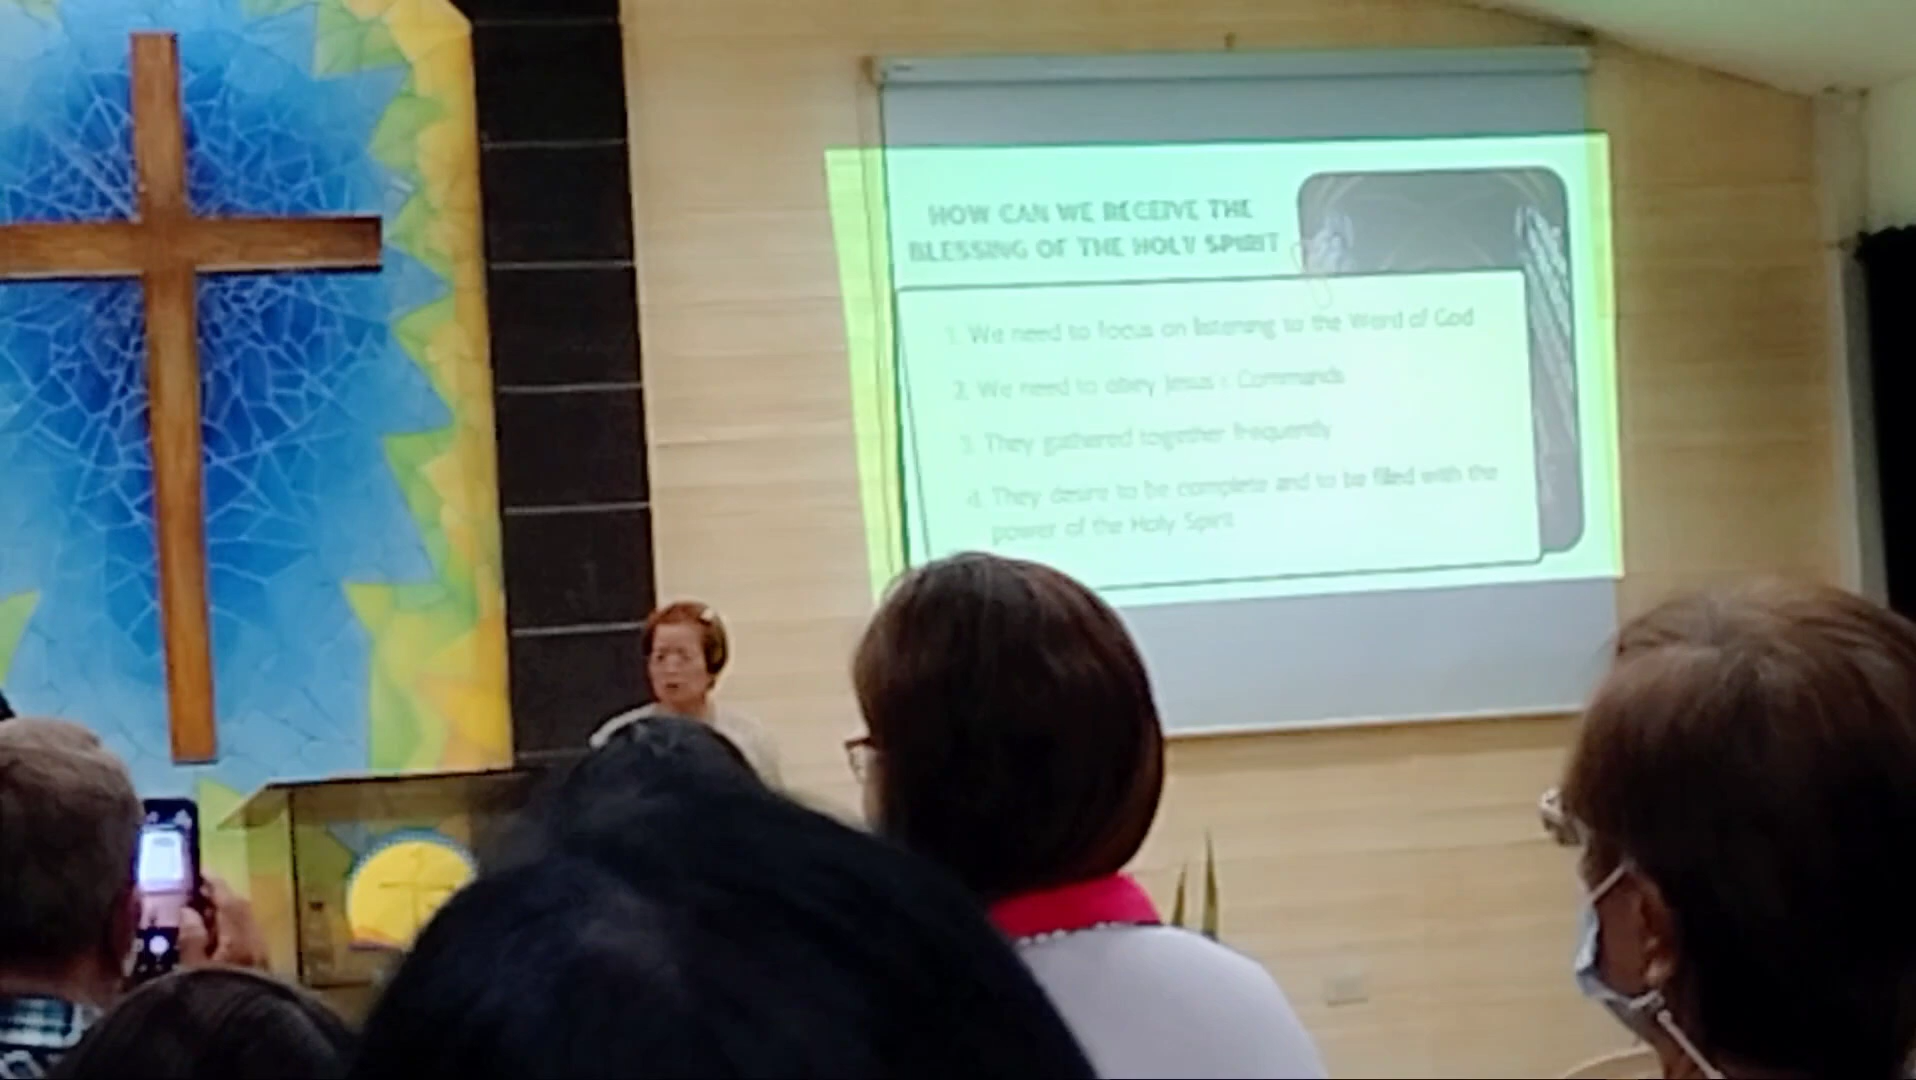 HOW CAN WE RECEIVE THE
BLESSING OF THE HOLY SPIRIT
1. We need to focus on listening to the Word of God
2. We need to obey Jesus's Commands
3. They gathered together frequently
4. They desire to be complete and to be filled with the
power of the Holy Spirit